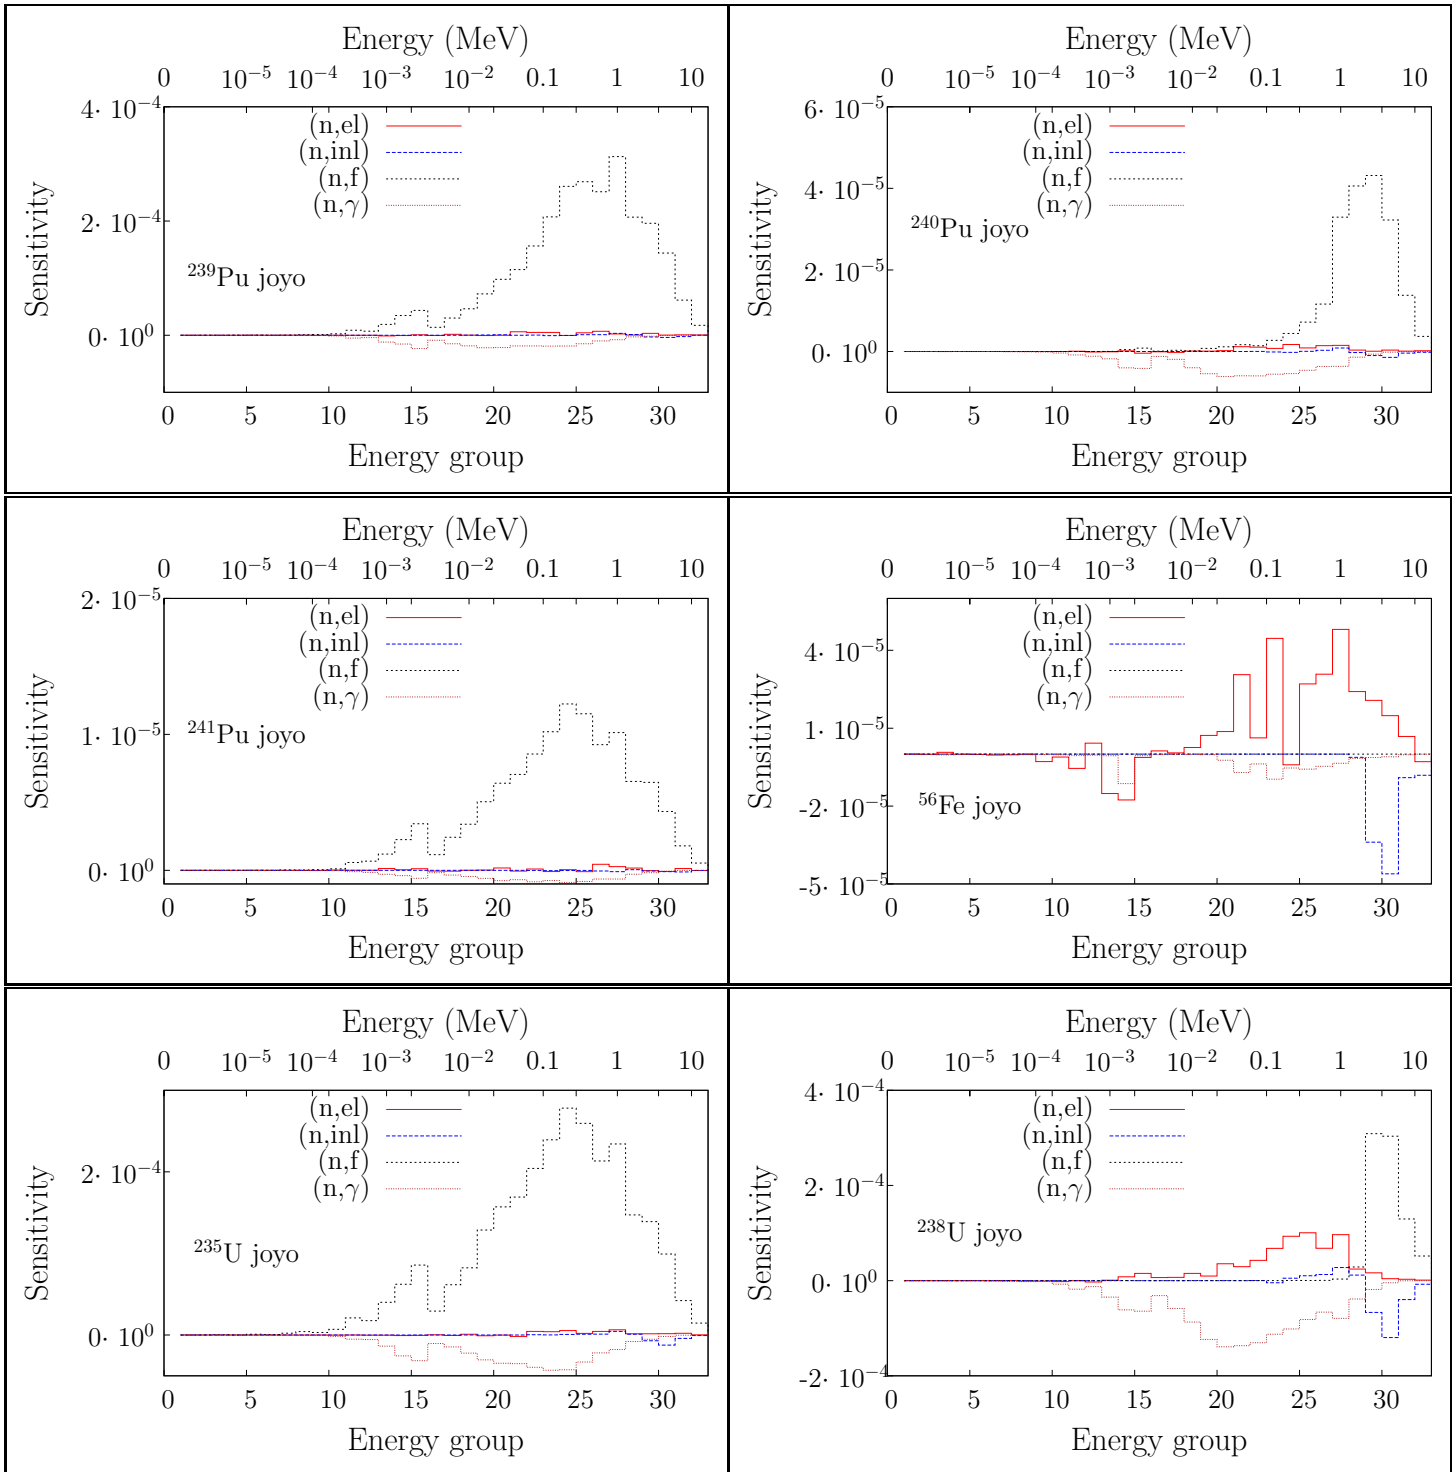 Energy (MeV)
0 10⁻⁵ 10⁻⁴ 10⁻³ 10⁻² 0.1 1 10
4· 10⁻⁴
2· 10⁻⁴
0· 10⁰
Sensitivity
(n,el)
(n,inl)
(n,f)
(n,γ)
²³⁹Pu joyo
0 5 10 15 20 25 30
Energy group
Energy (MeV)
0 10⁻⁵ 10⁻⁴ 10⁻³ 10⁻² 0.1 1 10
6· 10⁻⁵
4· 10⁻⁵
2· 10⁻⁵
0· 10⁰
Sensitivity
(n,el)
(n,inl)
(n,f)
(n,γ)
²⁴⁰Pu joyo
0 5 10 15 20 25 30
Energy group
Energy (MeV)
0 10⁻⁵ 10⁻⁴ 10⁻³ 10⁻² 0.1 1 10
2· 10⁻⁵
1· 10⁻⁵
0· 10⁰
Sensitivity
(n,el)
(n,inl)
(n,f)
(n,γ)
²⁴¹Pu joyo
0 5 10 15 20 25 30
Energy group
Energy (MeV)
0 10⁻⁵ 10⁻⁴ 10⁻³ 10⁻² 0.1 1 10
4· 10⁻⁵
1· 10⁻⁵
-2· 10⁻⁵
-5· 10⁻⁵
Sensitivity
(n,el)
(n,inl)
(n,f)
(n,γ)
⁵⁶Fe joyo
0 5 10 15 20 25 30
Energy group
Energy (MeV)
0 10⁻⁵ 10⁻⁴ 10⁻³ 10⁻² 0.1 1 10
2· 10⁻⁴
0· 10⁰
Sensitivity
(n,el)
(n,inl)
(n,f)
(n,γ)
²³⁵U joyo
0 5 10 15 20 25 30
Energy group
Energy (MeV)
0 10⁻⁵ 10⁻⁴ 10⁻³ 10⁻² 0.1 1 10
4· 10⁻⁴
2· 10⁻⁴
0· 10⁰
-2· 10⁻⁴
Sensitivity
(n,el)
(n,inl)
(n,f)
(n,γ)
²³⁸U joyo
0 5 10 15 20 25 30
Energy group